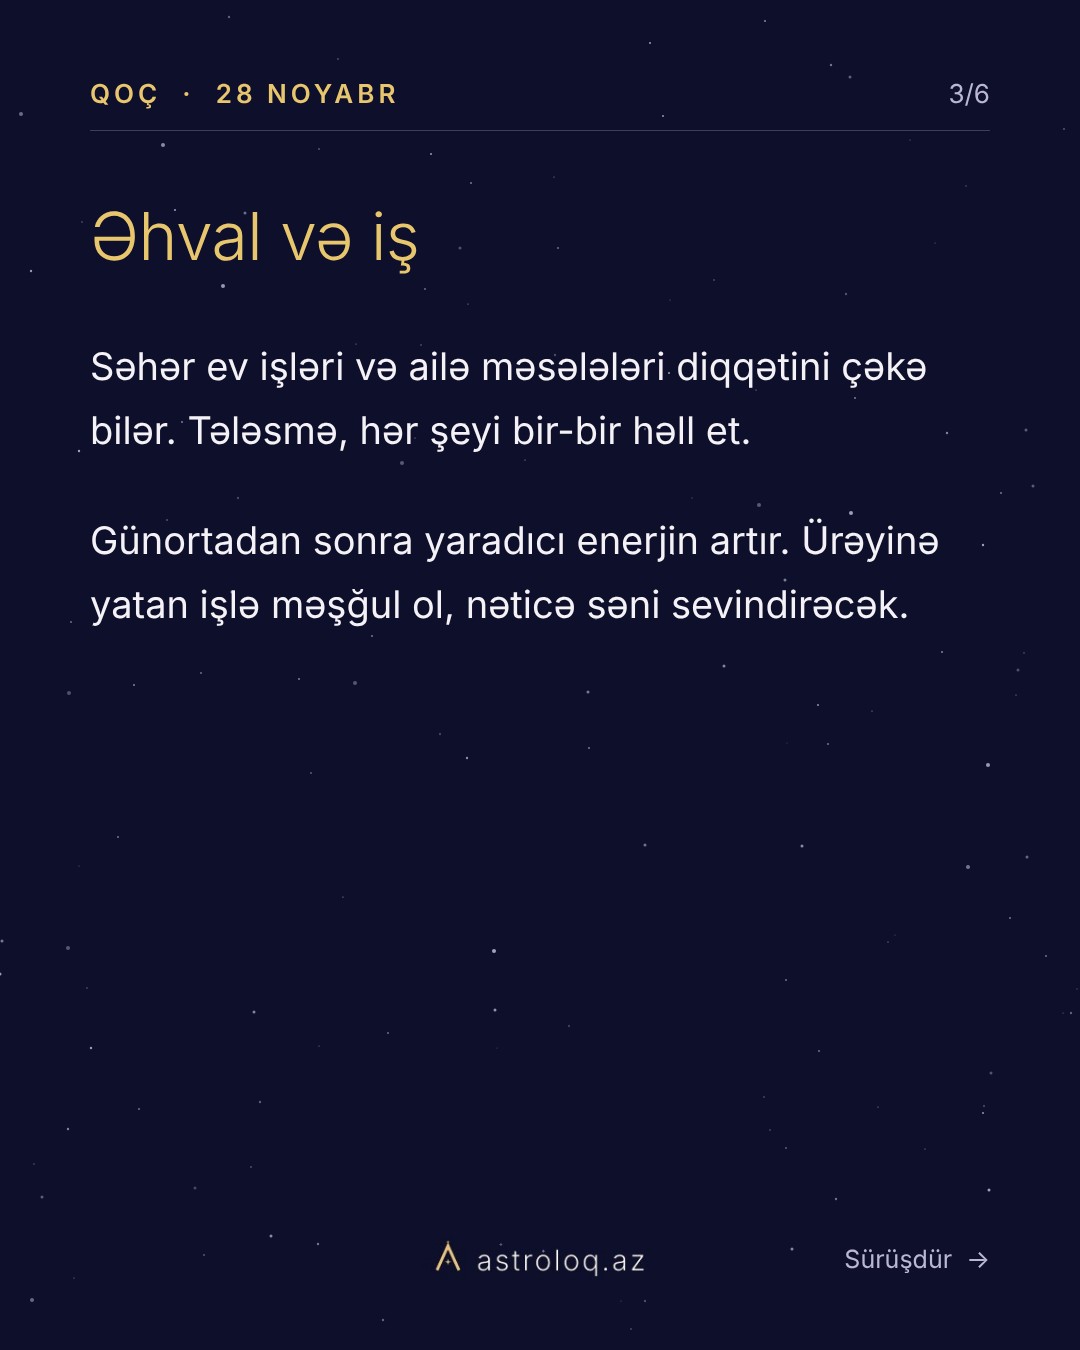 QOÇ · 28 NOYABR
3/6
Əhval və iş
Səhər ev işləri və ailə məsələləri diqqətini çəkə
bilər. Tələsmə, hər şeyi bir-bir həll et.
Günortadan sonra yaradıcı enerjin artır. Ürəyinə
yatan işlə məşğul ol, nəticə səni sevindirəcək.
astroloq.az
Sürüşdür →